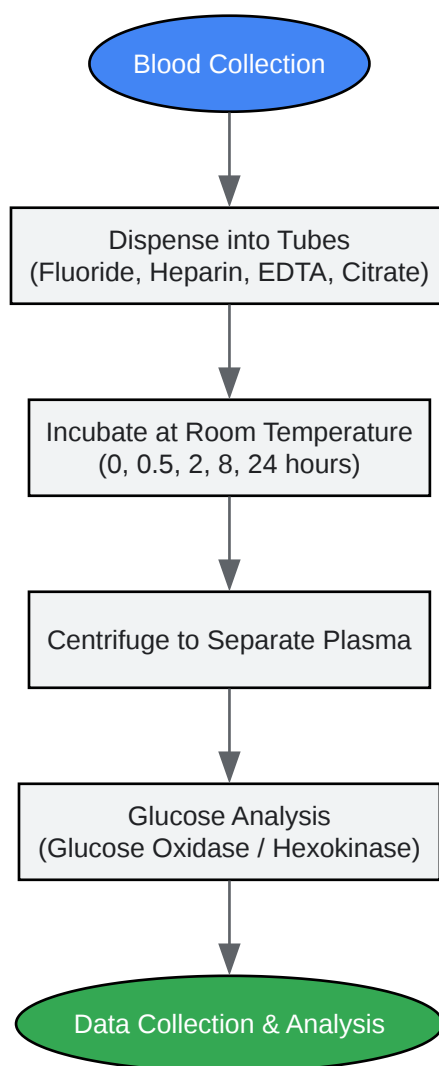 Blood Collection
Dispense into Tubes
(Fluoride, Heparin, EDTA, Citrate)
Incubate at Room Temperature
(0, 0.5, 2, 8, 24 hours)
Centrifuge to Separate Plasma
Glucose Analysis
(Glucose Oxidase / Hexokinase)
Data Collection & Analysis